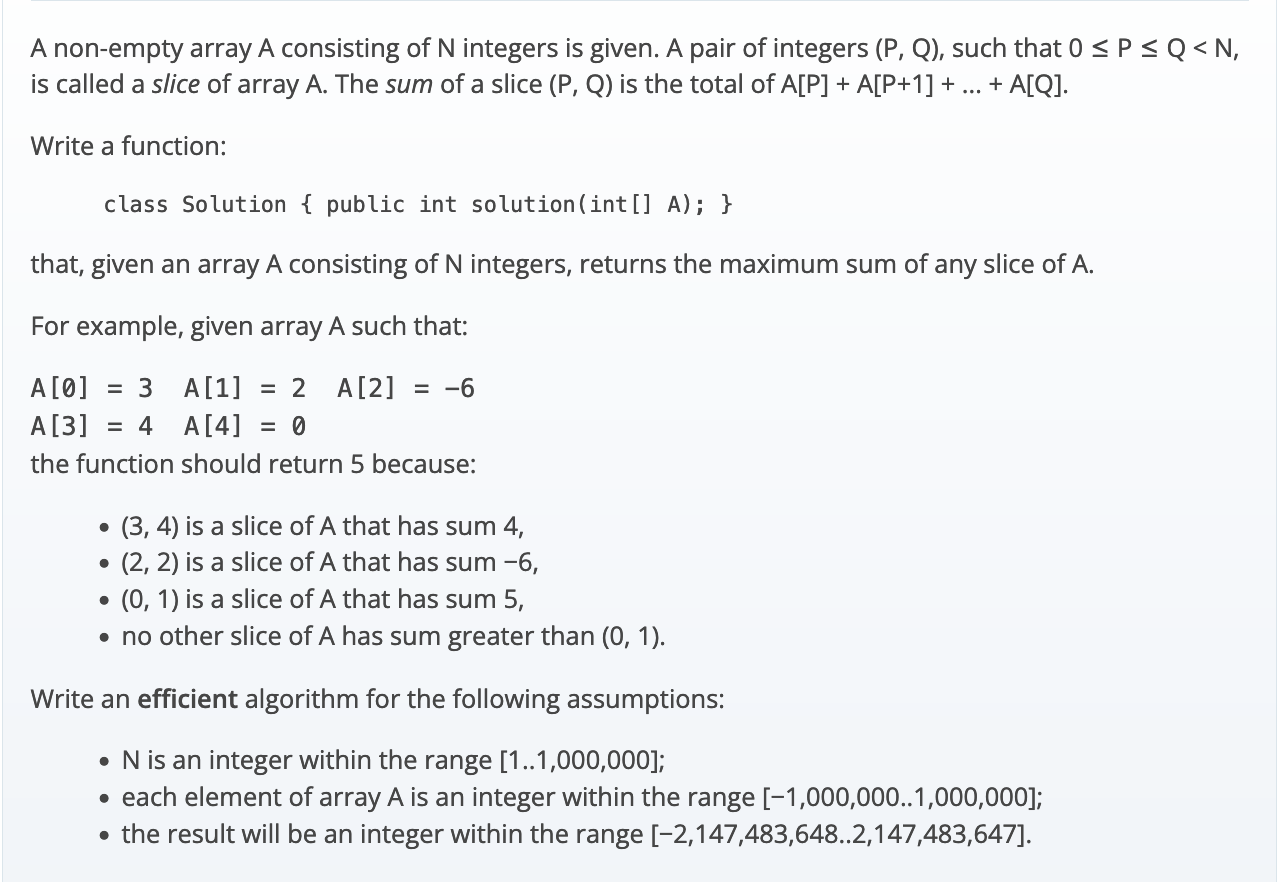 A non-empty array A consisting of N integers is given. A pair of integers (P, Q), such that 0 ≤ P ≤ Q < N,
is called a slice of array A. The sum of a slice (P, Q) is the total of A[P] + A[P+1] + ... + A[Q].
Write a function:
class Solution { public int solution(int[] A); }
that, given an array A consisting of N integers, returns the maximum sum of any slice of A.
For example, given array A such that:
A[0] = 3 A[1] = 2 A[2] = -6
A[3] = 4 A[4] = 0
the function should return 5 because:
• (3, 4) is a slice of A that has sum 4,
• (2, 2) is a slice of A that has sum −6,
• (0, 1) is a slice of A that has sum 5,
• no other slice of A has sum greater than (0, 1).
Write an efficient algorithm for the following assumptions:
• N is an integer within the range [1..1,000,000];
• each element of array A is an integer within the range [−1,000,000..1,000,000];
• the result will be an integer within the range [−2,147,483,648..2,147,483,647].